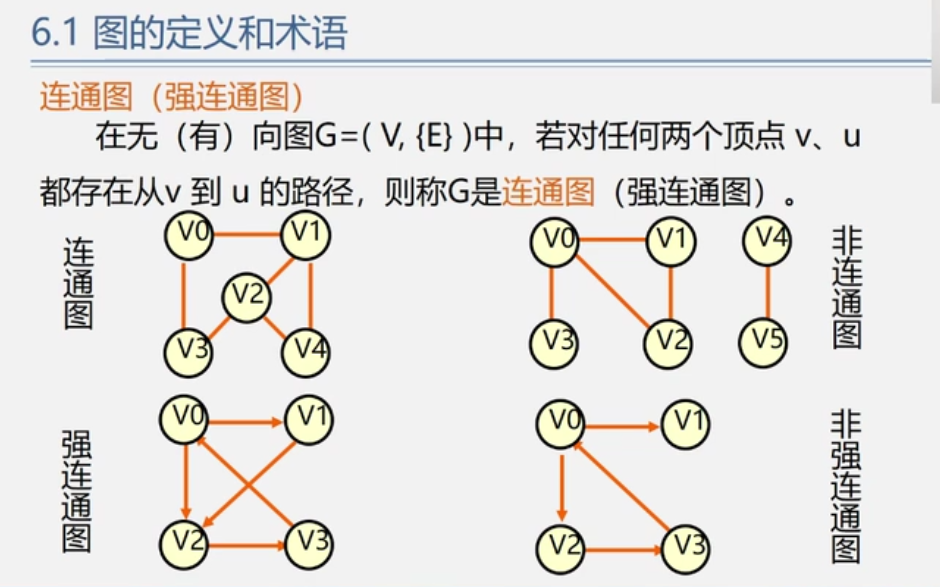 6.1 图的定义和术语
连通图（强连通图）
在无（有）向图G=( V, {E} )中，若对任何两个顶点 v、u
都存在从v 到 u 的路径，则称G是连通图（强连通图）。
连通图
V0 V1
V2
V3 V4
V0 V1 V4
V3 V2 V5
非连通图
强连通图
V0 V1
V2 V3
V0 V1
V2 V3
非强连通图